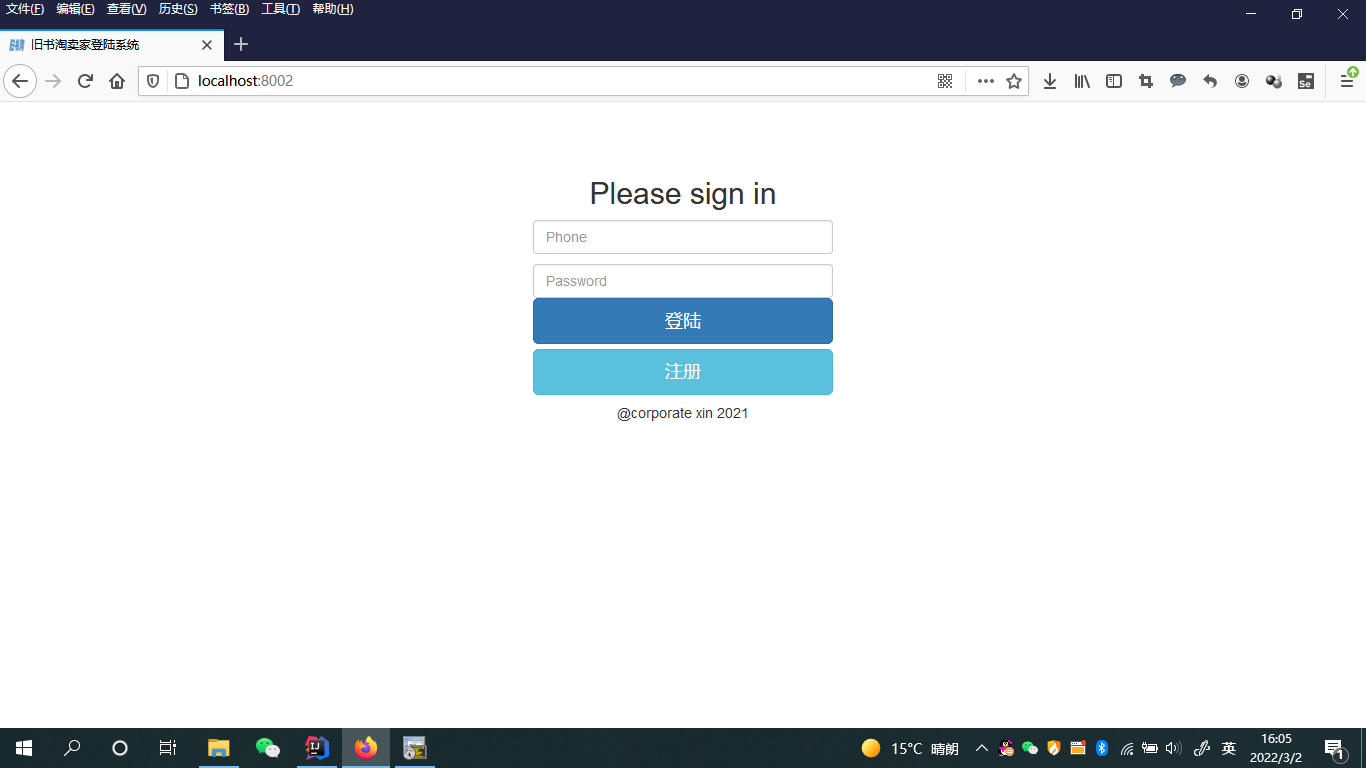 文件(F) 编辑(E) 查看(V) 历史(S) 书签(B) 工具(T) 帮助(H)
旧书淘卖家登陆系统
localhost:8002
Se
Please sign in
Phone
Password
登陆
注册
@corporate xin 2021
15°C 晴朗
英
16:05
2022/3/2
1